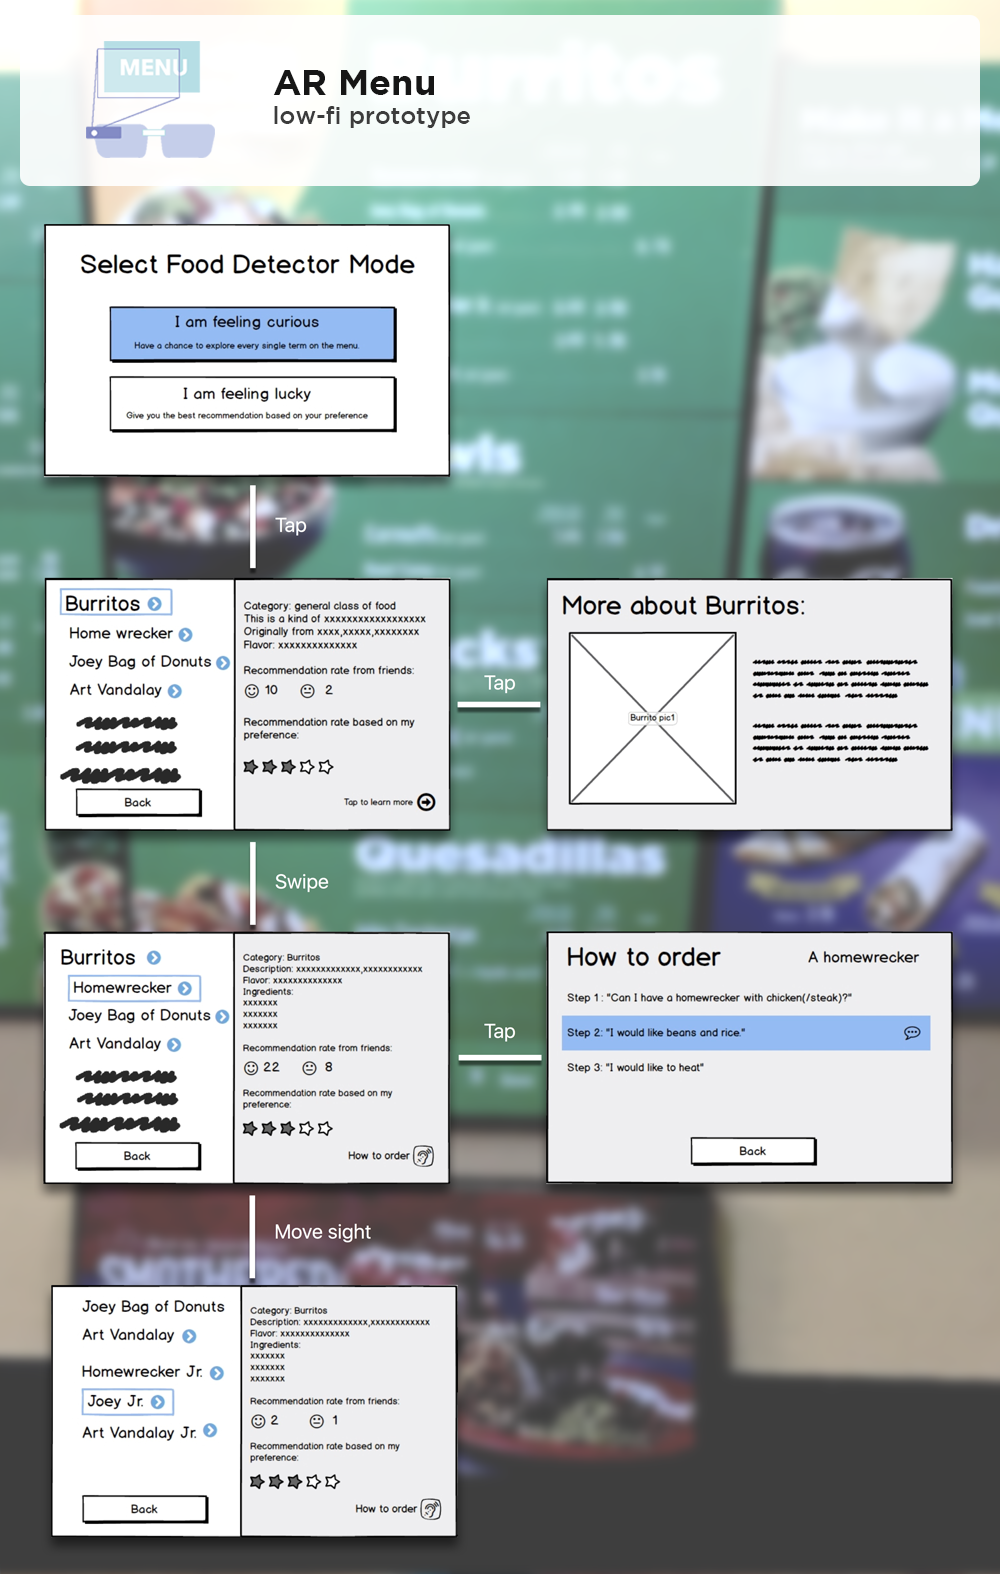 MENU
AR Menu
low-fi prototype
Burritos
Select Food Detector Mode
I am feeling curious
Have a chance to explore every single term on the menu.
I am feeling lucky
Give you the best recommendation based on your preference
Tap
Burritos
Home wrecker
Joey Bag of Donuts
Art Vandalay
Back
Category: general class of food
This is a kind of xxxxxxxxxxxxxxxxxx
Originally from xxxx,xxxxx,xxxxxxxx
Flavor: xxxxxxxxxxxxxx
Recommendation rate from friends:
10 2
Recommendation rate based on my
preference:
Tap to learn more
Tap
More about Burritos:
Burrito pic1
Quesadillas
Swipe
Burritos
Homewrecker
Joey Bag of Donuts
Art Vandalay
Back
Category: Burritos
Description: xxxxxxxxxxxxx,xxxxxxxxxxxx
Flavor: xxxxxxxxxxxxxx
Ingredients:
xxxxxxx
xxxxxxx
xxxxxxx
Recommendation rate from friends:
22 8
Recommendation rate based on my
preference:
How to order
Tap
How to order
A homewrecker
Step 1: "Can I have a homewrecker with chicken(/steak)?"
Step 2: "I would like beans and rice."
Step 3: "I would like to heat"
Back
Move sight
Joey Bag of Donuts
Art Vandalay
Homewrecker Jr.
Joey Jr.
Art Vandalay Jr.
Back
Category: Burritos
Description: xxxxxxxxxxxxx,xxxxxxxxxxxx
Flavor: xxxxxxxxxxxxxx
Ingredients:
xxxxxxx
xxxxxxx
xxxxxxx
Recommendation rate from friends:
2 1
Recommendation rate based on my
preference:
How to order